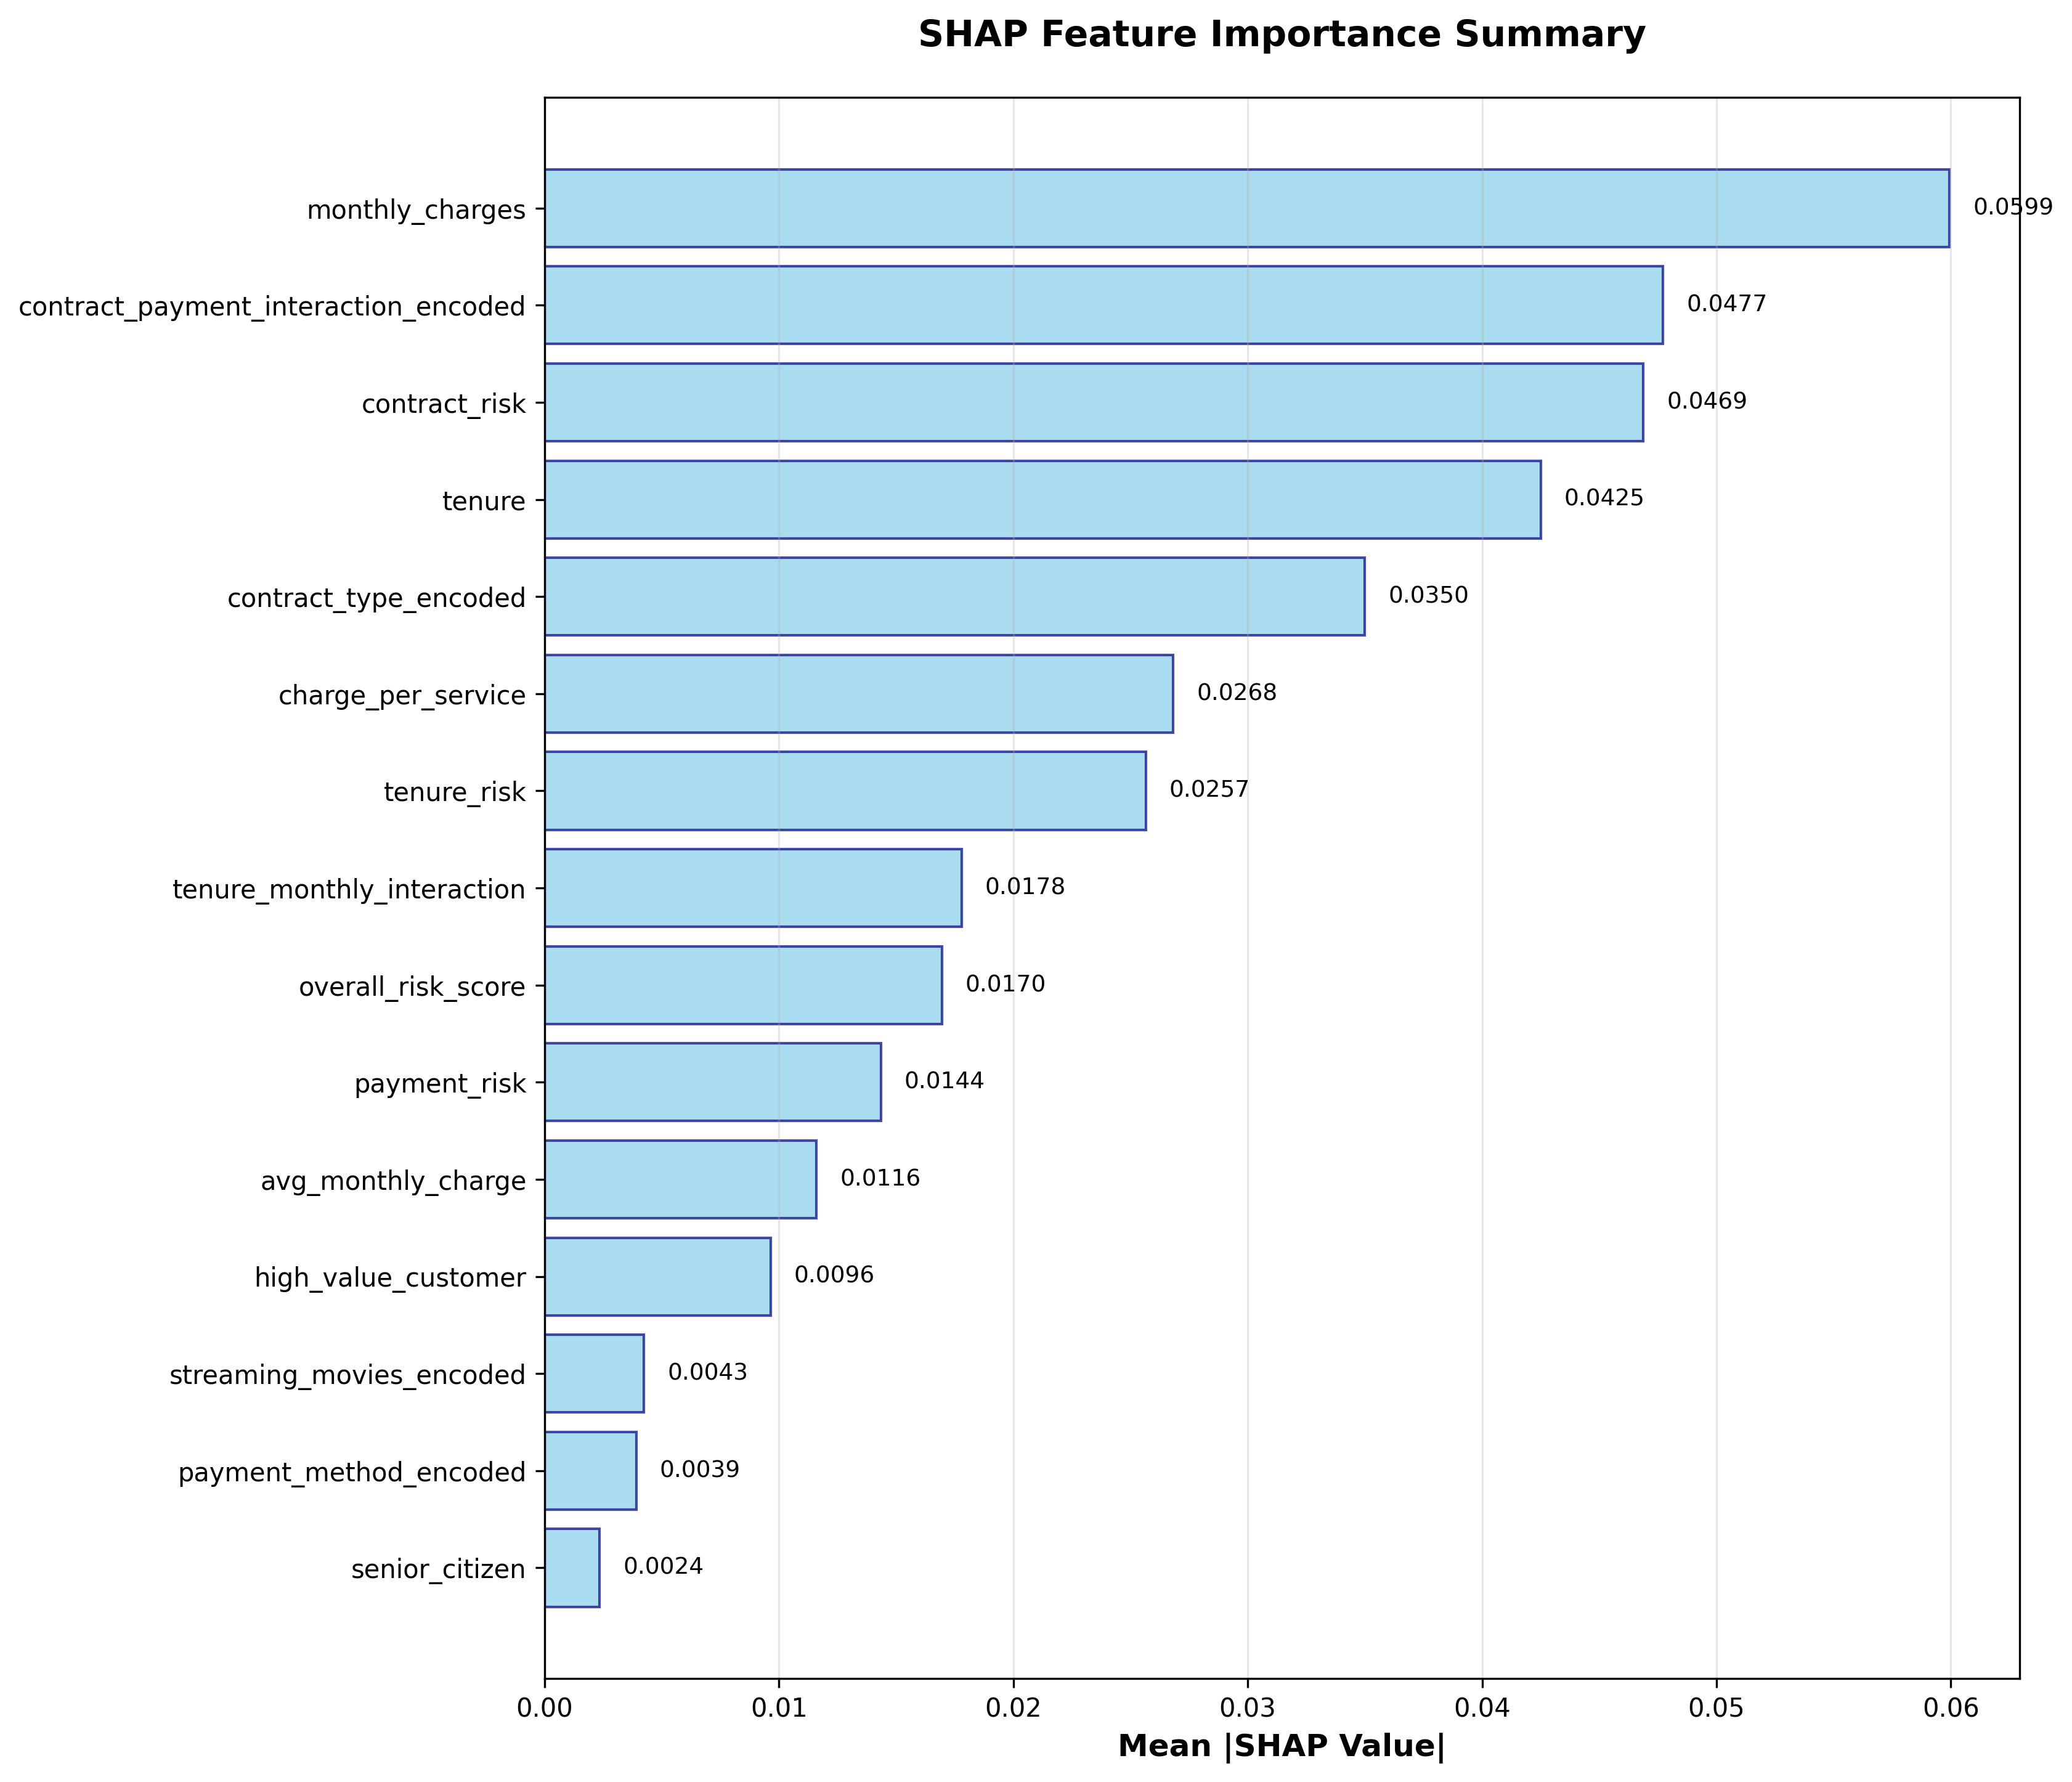 SHAP Feature Importance Summary
monthly_charges 0.0599
contract_payment_interaction_encoded 0.0477
contract_risk 0.0469
tenure 0.0425
contract_type_encoded 0.0350
charge_per_service 0.0268
tenure_risk 0.0257
tenure_monthly_interaction 0.0178
overall_risk_score 0.0170
payment_risk 0.0144
avg_monthly_charge 0.0116
high_value_customer 0.0096
streaming_movies_encoded 0.0043
payment_method_encoded 0.0039
senior_citizen 0.0024
0.00 0.01 0.02 0.03 0.04 0.05 0.06
Mean |SHAP Value|